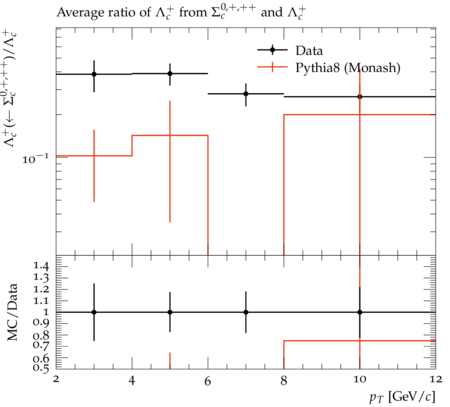 Average ratio of Λc+ from Σc0,+,++ and Λc+
Λc+(← Σc0,+,++)/Λc+
Data
Pythia8 (Monash)
10−1
MC/Data
1.4
1.3
1.2
1.1
1
0.9
0.8
0.7
0.6
0.5
2 4 6 8 10 12
pT [GeV/c]